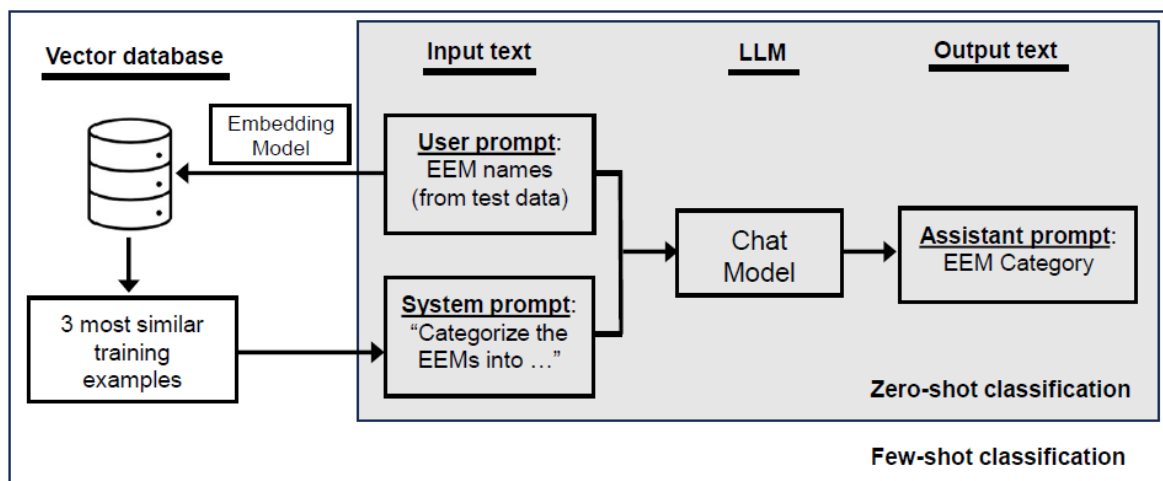 Vector database
Input text
LLM
Output text
Embedding
Model
User prompt:
EEM names
(from test data)
Chat
Model
Assistant prompt:
EEM Category
3 most similar
training
examples
System prompt:
“Categorize the
EEMs into …”
Zero-shot classification
Few-shot classification